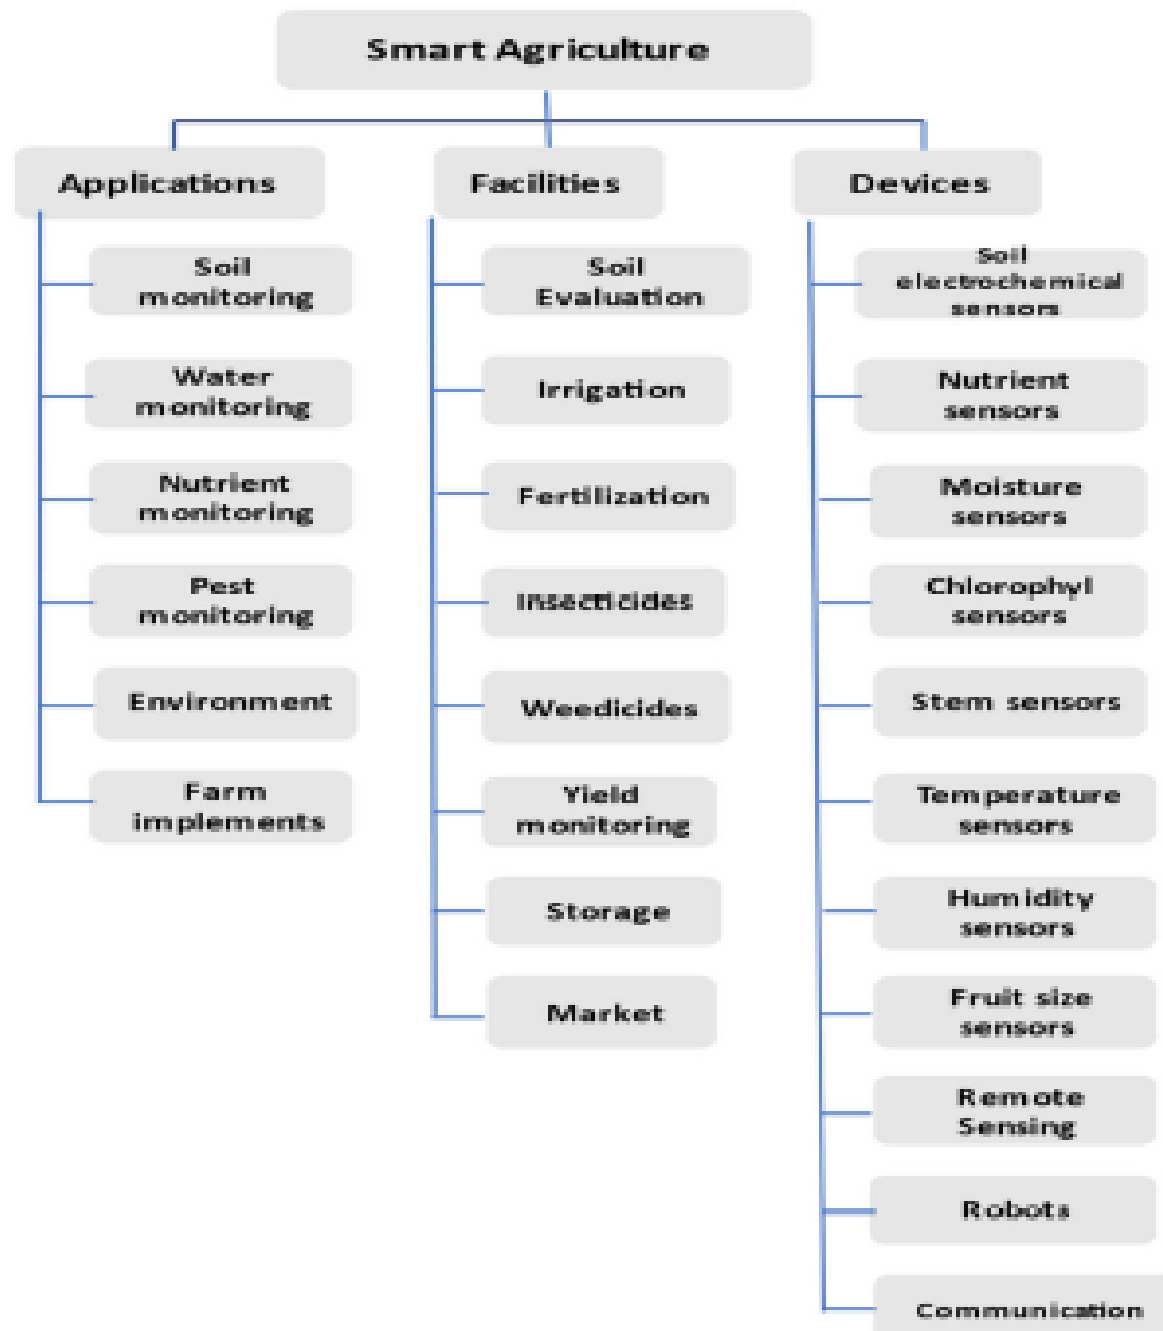 Smart Agriculture
Applications
Soil
monitoring
Water
monitoring
Nutrient
monitoring
Pest
monitoring
Environment
Farm
implements
Facilities
Soil
Evaluation
Irrigation
Fertilization
Insecticides
Weedicides
Yield
monitoring
Storage
Market
Devices
Soil
electrochemical
sensors
Nutrient
sensors
Moisture
sensors
Chlorophyl
sensors
Stem sensors
Temperature
sensors
Humidity
sensors
Fruit size
sensors
Remote
Sensing
Robots
Communication